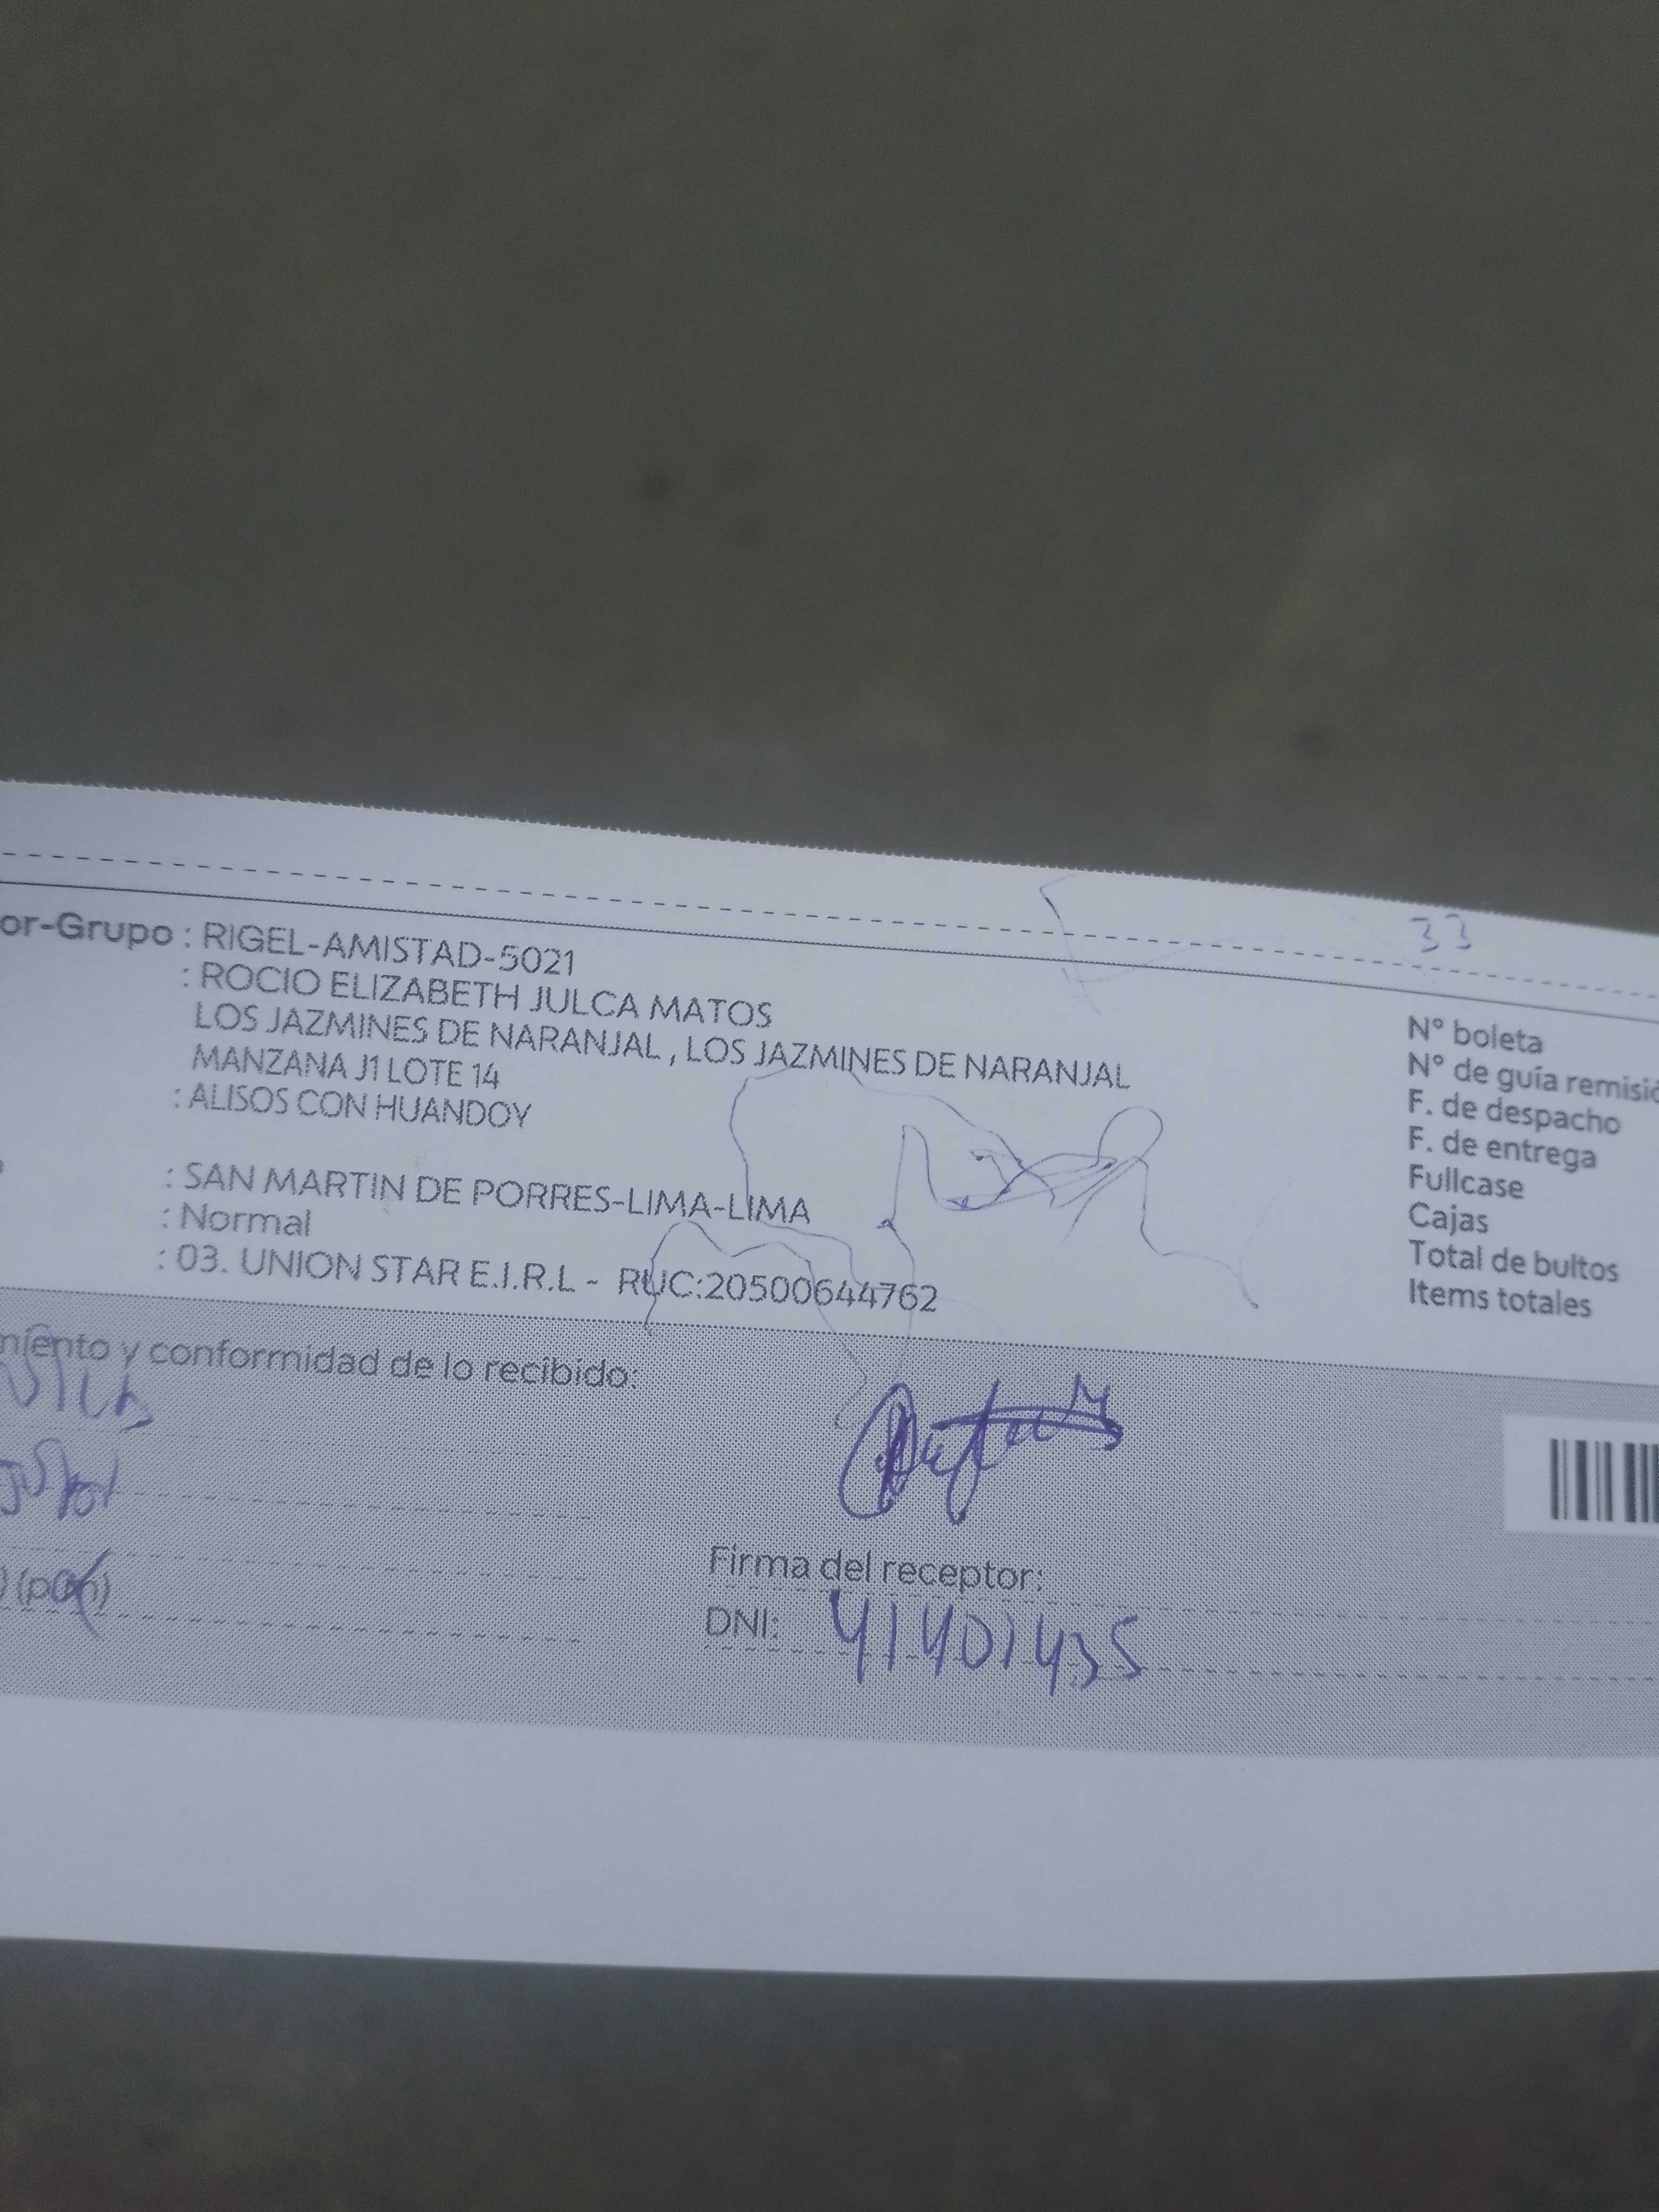 33
or-Grupo : RIGEL-AMISTAD-5021
: ROCIO ELIZABETH JULCA MATOS
LOS JAZMINES DE NARANJAL , LOS JAZMINES DE NARANJAL
MANZANA J1 LOTE 14
: ALISOS CON HUANDOY
: SAN MARTIN DE PORRES-LIMA-LIMA
: Normal
: 03. UNION STAR E.I.R.L - RUC:20500644762
N° boleta
N° de guía remisió
F. de despacho
F. de entrega
Fullcase
Cajas
Total de bultos
Items totales
miento y conformidad de lo recibido:
Firma del receptor:
DNI: 41401435